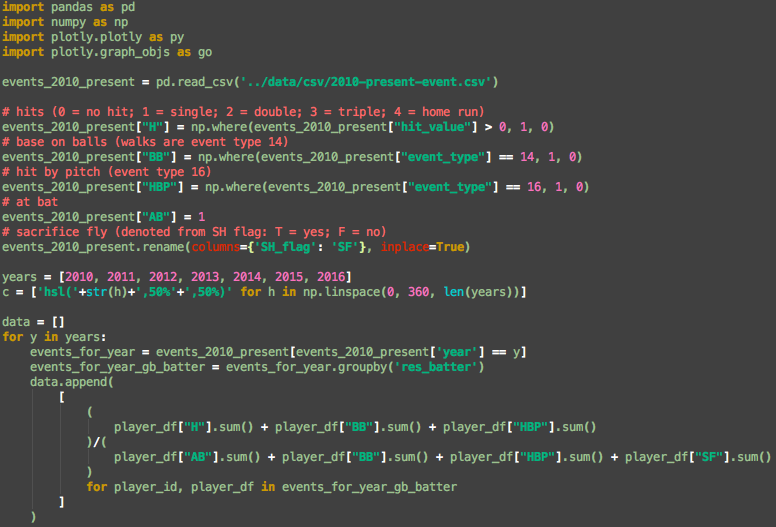 import pandas as pd
import numpy as np
import plotly.plotly as py
import plotly.graph_objs as go
events_2010_present = pd.read_csv('../data/csv/2010-present-event.csv')
# hits (0 = no hit; 1 = single; 2 = double; 3 = triple; 4 = home run)
events_2010_present["H"] = np.where(events_2010_present["hit_value"] > 0, 1, 0)
# base on balls (walks are event type 14)
events_2010_present["BB"] = np.where(events_2010_present["event_type"] == 14, 1, 0)
# hit by pitch (event type 16)
events_2010_present["HBP"] = np.where(events_2010_present["event_type"] == 16, 1, 0)
# at bat
events_2010_present["AB"] = 1
# sacrifice fly (denoted from SH flag: T = yes; F = no)
events_2010_present.rename(columns={'SH_flag': 'SF'}, inplace=True)
years = [2010, 2011, 2012, 2013, 2014, 2015, 2016]
c = ['hsl('+str(h)+',50%'+',50%)' for h in np.linspace(0, 360, len(years))]
data = []
for y in years:
    events_for_year = events_2010_present[events_2010_present['year'] == y]
    events_for_year_gb_batter = events_for_year.groupby('res_batter')
    data.append(
        [
            (
                player_df["H"].sum() + player_df["BB"].sum() + player_df["HBP"].sum()
            )/(
                player_df["AB"].sum() + player_df["BB"].sum() + player_df["HBP"].sum() + player_df["SF"].sum()
            )
            for player_id, player_df in events_for_year_gb_batter
        ]
    )